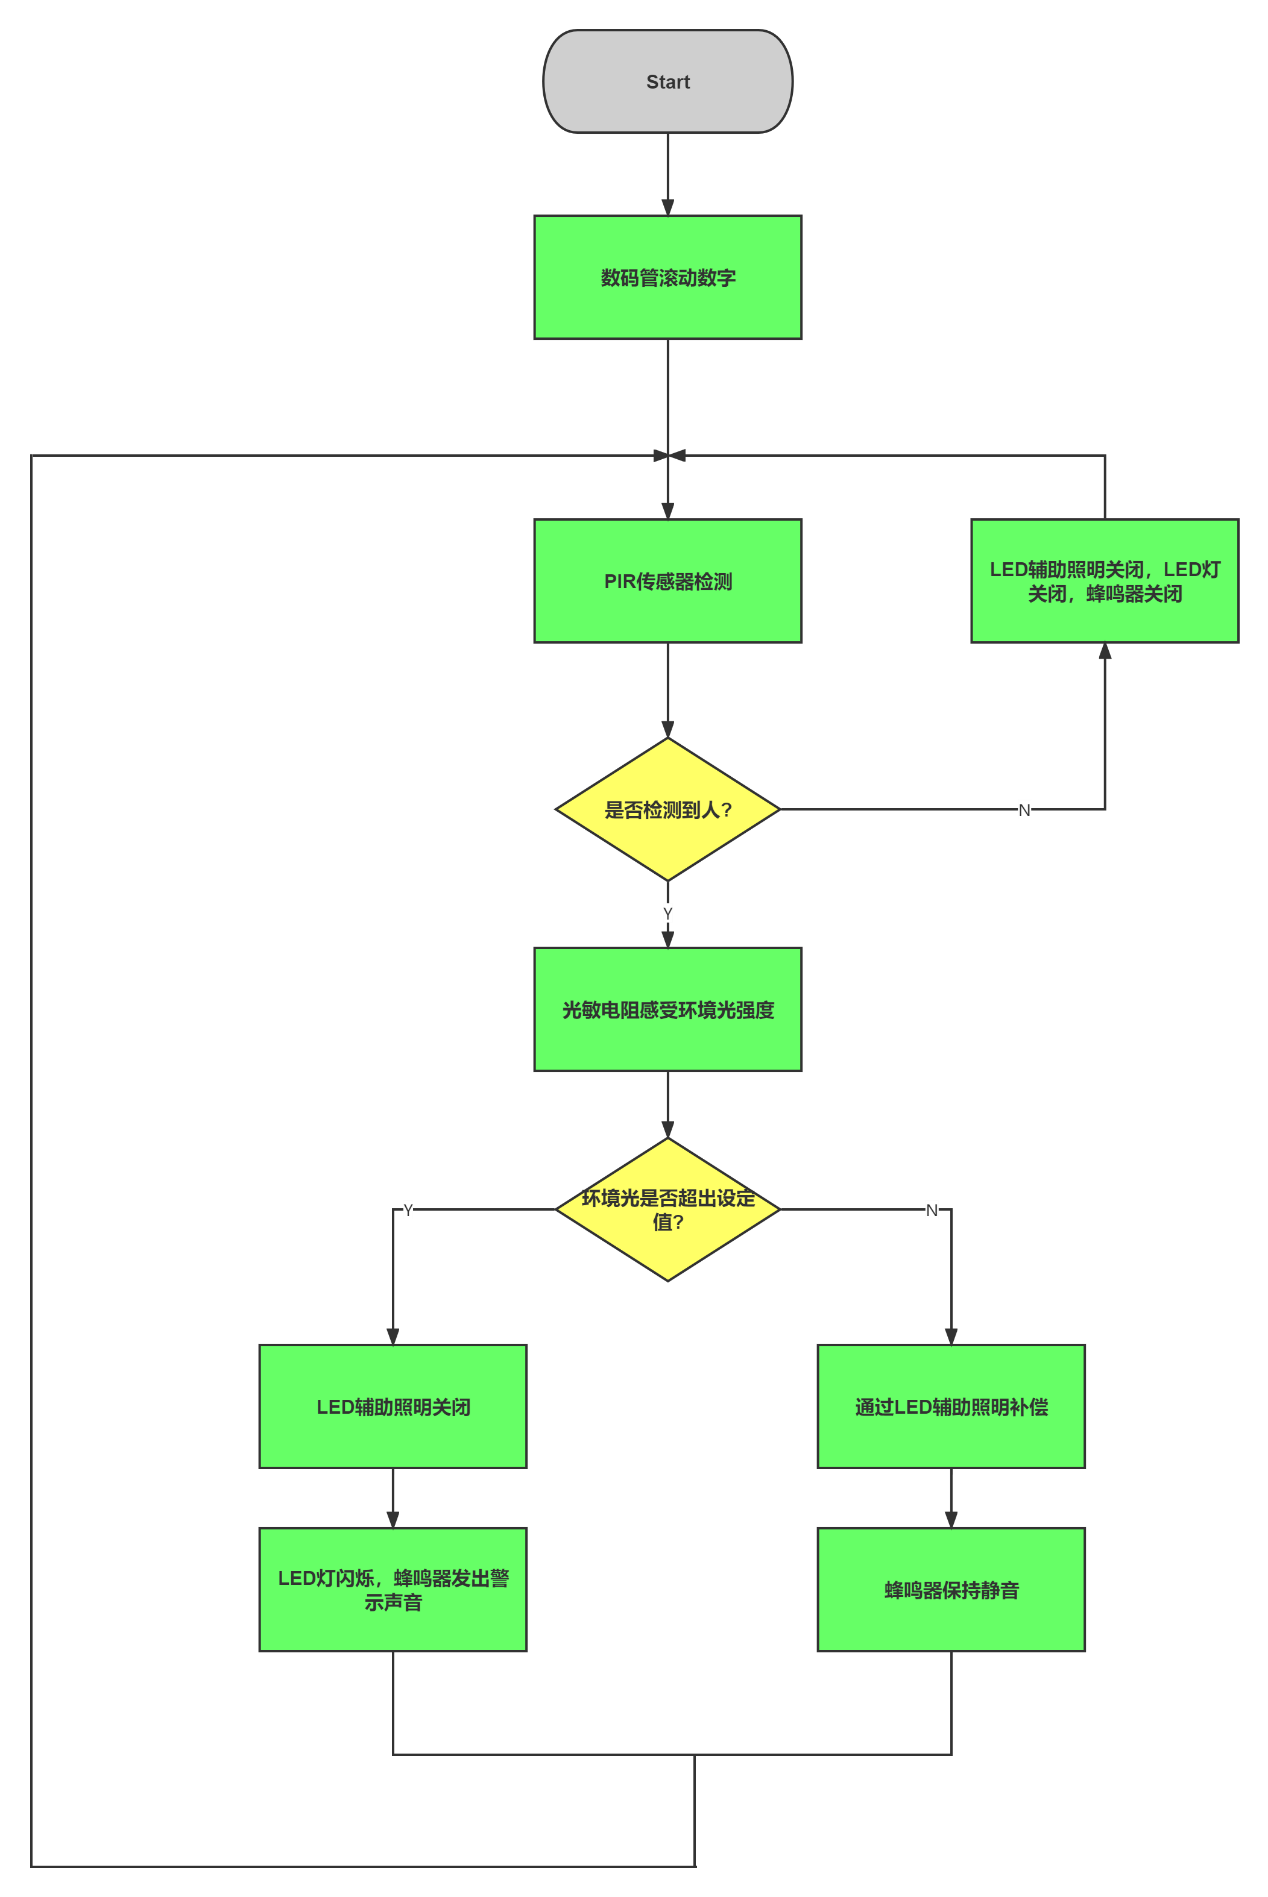 Start
数码管滚动数字
PIR传感器检测
LED辅助照明关闭，LED灯
关闭，蜂鸣器关闭
是否检测到人?
N
Y
光敏电阻感受环境光强度
环境光是否超出设定
值?
Y
N
LED辅助照明关闭
通过LED辅助照明补偿
LED灯闪烁，蜂鸣器发出警
示声音
蜂鸣器保持静音